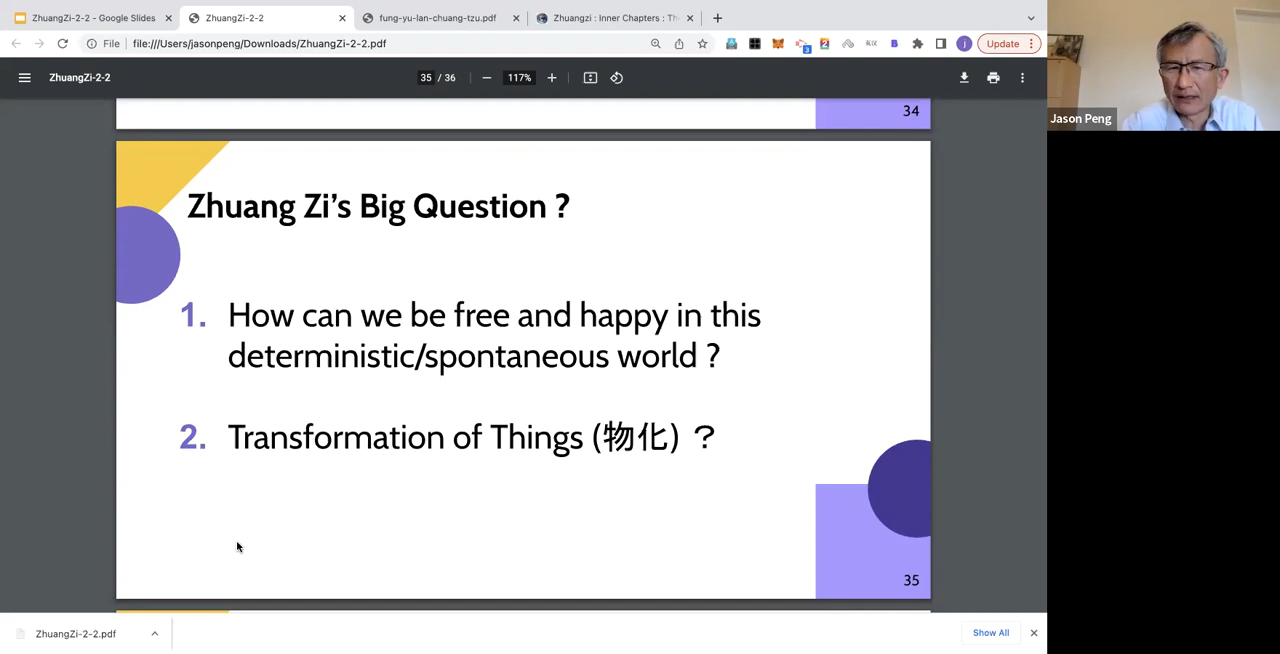 ZhuangZi-2-2 - Google Slides
ZhuangZi-2-2
fung-yu-lan-chuang-tzu.pdf
Zhuangzi : Inner Chapters : Th
File
file:///Users/jasonpeng/Downloads/ZhuangZi-2-2.pdf
3
2
B
j
Update
ZhuangZi-2-2
35 / 36
117%
Jason Peng
34
Zhuang Zi's Big Question ?
1. How can we be free and happy in this
deterministic/spontaneous world ?
2. Transformation of Things (物化) ？
35
ZhuangZi-2-2.pdf
Show All